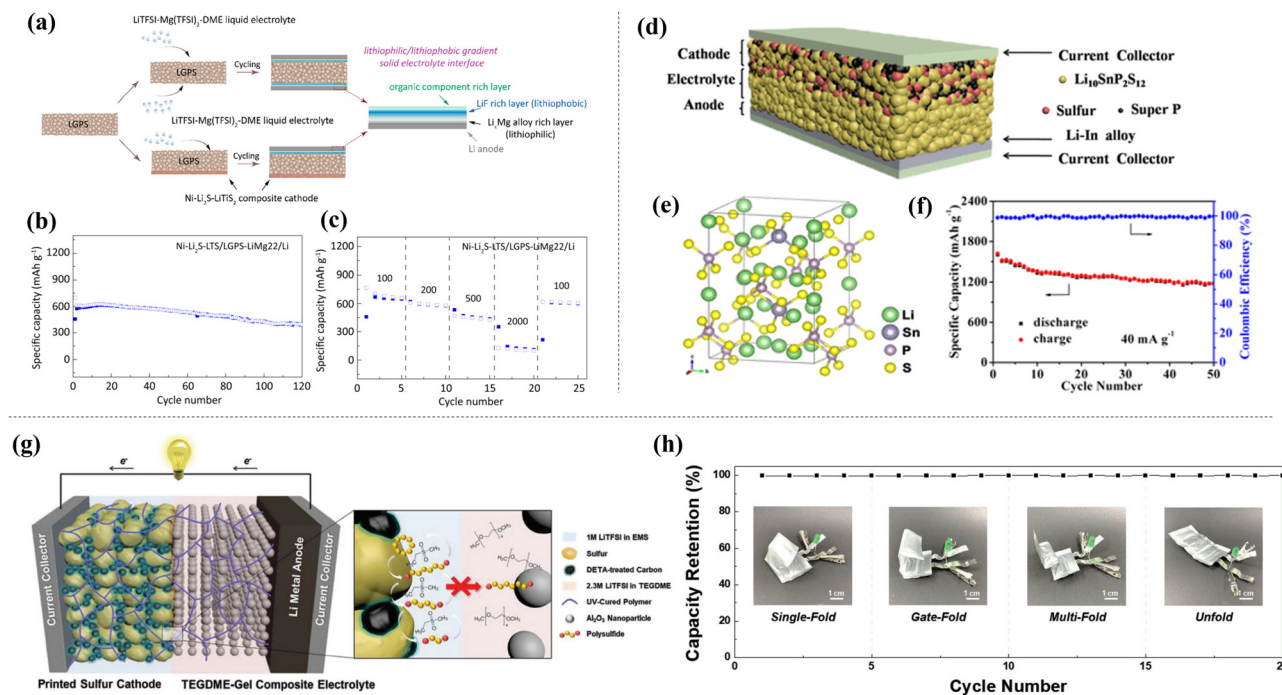 (a)
LiTFSI-Mg(TFSI)2-DME liquid electrolyte
LGPS
Cycling
lithiophilic/lithiophobic gradient
solid electrolyte interface
organic component rich layer
LiF rich layer (lithiophobic)
LixMg alloy rich layer
(lithiophilic)
Li anode
LGPS
LiTFSI-Mg(TFSI)2-DME liquid electrolyte
LGPS
Cycling
Ni-Li2S-LiTiS2 composite cathode
(b)
Ni-Li2S-LTS/LGPS-LiMg22/Li
Specific capacity (mAh g-1)
1200
900
600
300
0
0 20 40 60 80 100 120
Cycle number
(c)
Ni-Li2S-LTS/LGPS-LiMg22/Li
Specific capacity (mAh g-1)
1200
900
600
300
0
100
200
500
2000
100
0 5 10 15 20 25
Cycle number
(d)
Cathode
Electrolyte
Anode
Current Collector
Li10SnP2S12
Sulfur
Super P
Li-In alloy
Current Collector
(e)
c
b
Li
Sn
P
S
(f)
Specific Capacity (mAh g-1)
2400
2100
1800
1500
1200
900
600
300
0
discharge
charge
40 mA g-1
100
80
60
40
20
0
Coulombic Efficiency (%)
0 10 20 30 40 50
Cycle Number
(g)
e-
e-
Current Collector
Li Metal Anode
Current Collector
Printed Sulfur Cathode
TEGDME-Gel Composite Electrolyte
1M LiTFSI in EMS
Sulfur
DETA-treated Carbon
2.3M LiTFSI in TEGDME
UV-Cured Polymer
Al2O3 Nanoparticle
Polysulfide
(h)
Capacity Retention (%)
100
80
60
40
20
0
1 cm
1 cm
1 cm
1 cm
Single-Fold
Gate-Fold
Multi-Fold
Unfold
0 5 10 15 20
Cycle Number